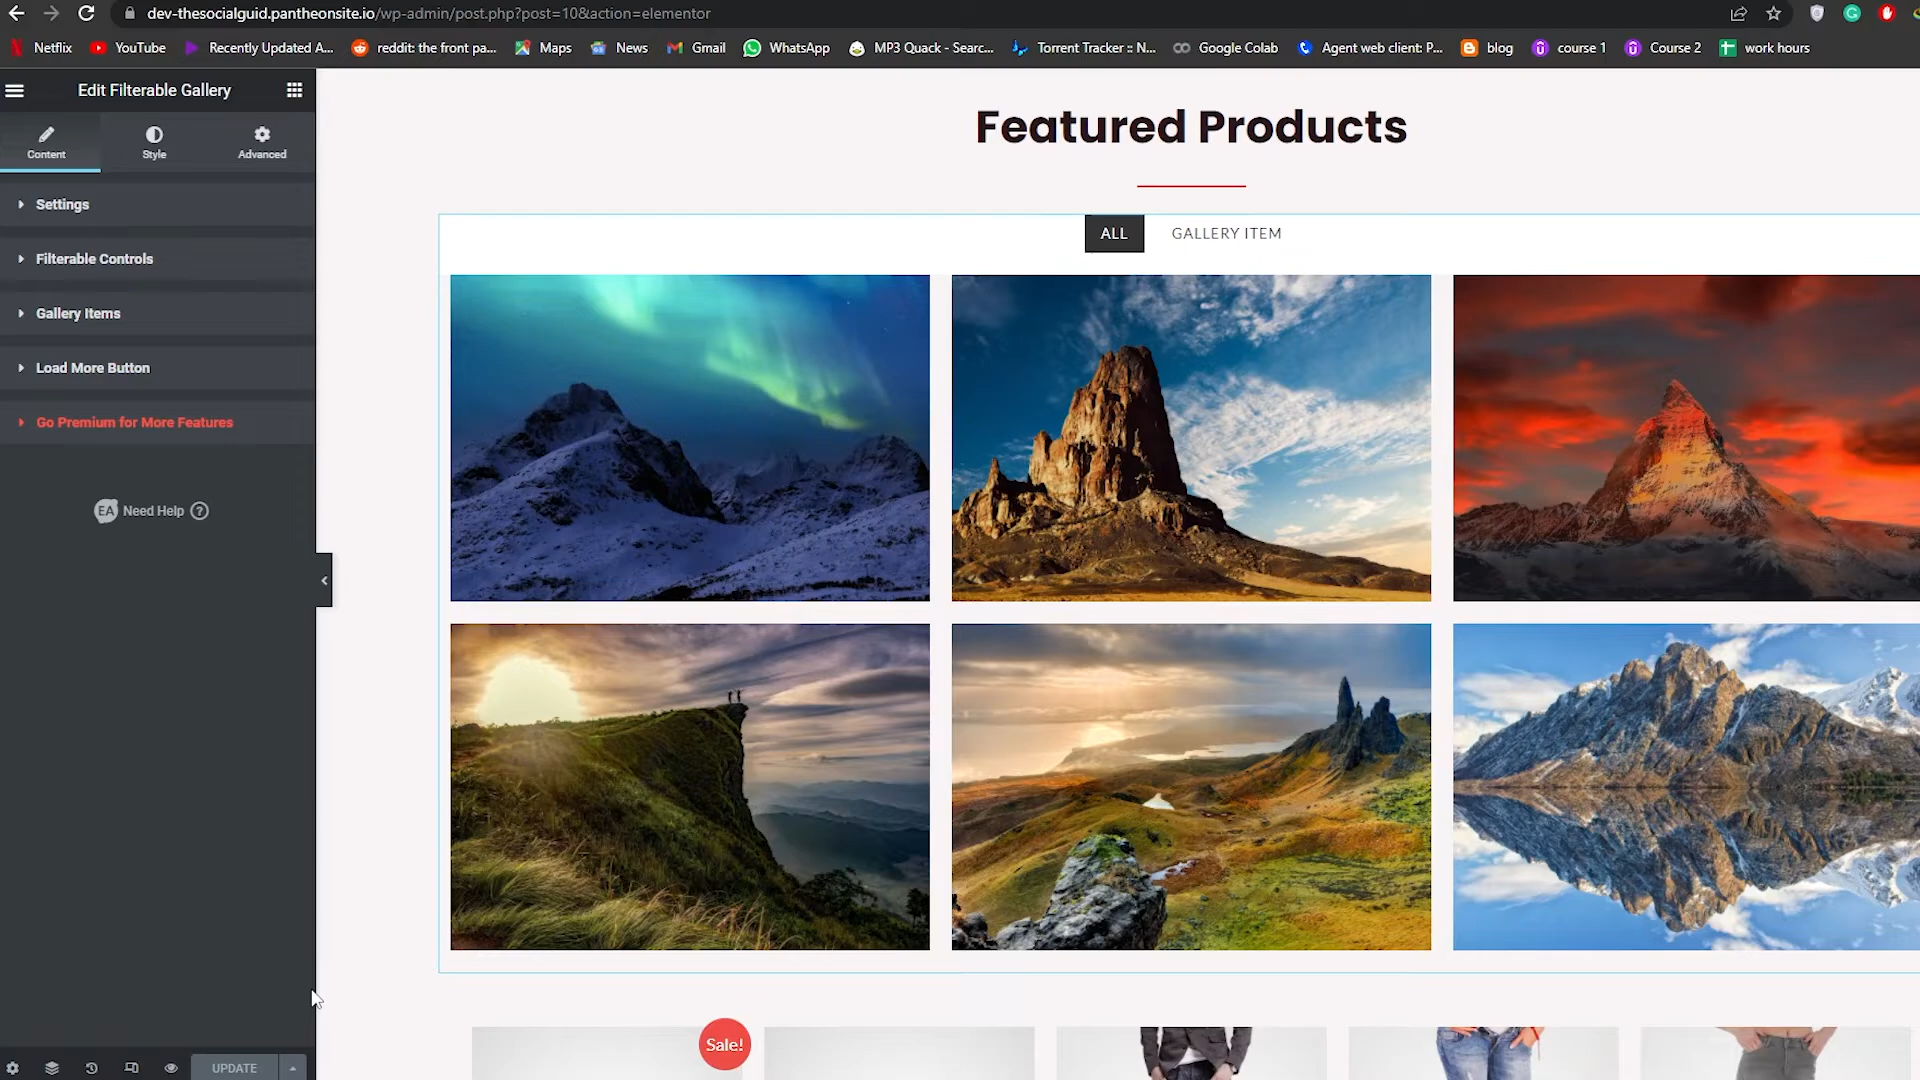 dev-thesocialguid.pantheonsite.io/wp-admin/post.php?post=10&action=elementor
Netflix YouTube Recently Updated A... reddit: the front pa... Maps News Gmail WhatsApp MP3 Quack - Searc... Torrent Tracker :: N... Google Colab Agent web client: P... blog course 1 Course 2 work hours
Edit Filterable Gallery
Content Style Advanced
Settings
Filterable Controls
Gallery Items
Load More Button
Go Premium for More Features
EA Need Help ?
UPDATE
Featured Products
ALL GALLERY ITEM
Sale!